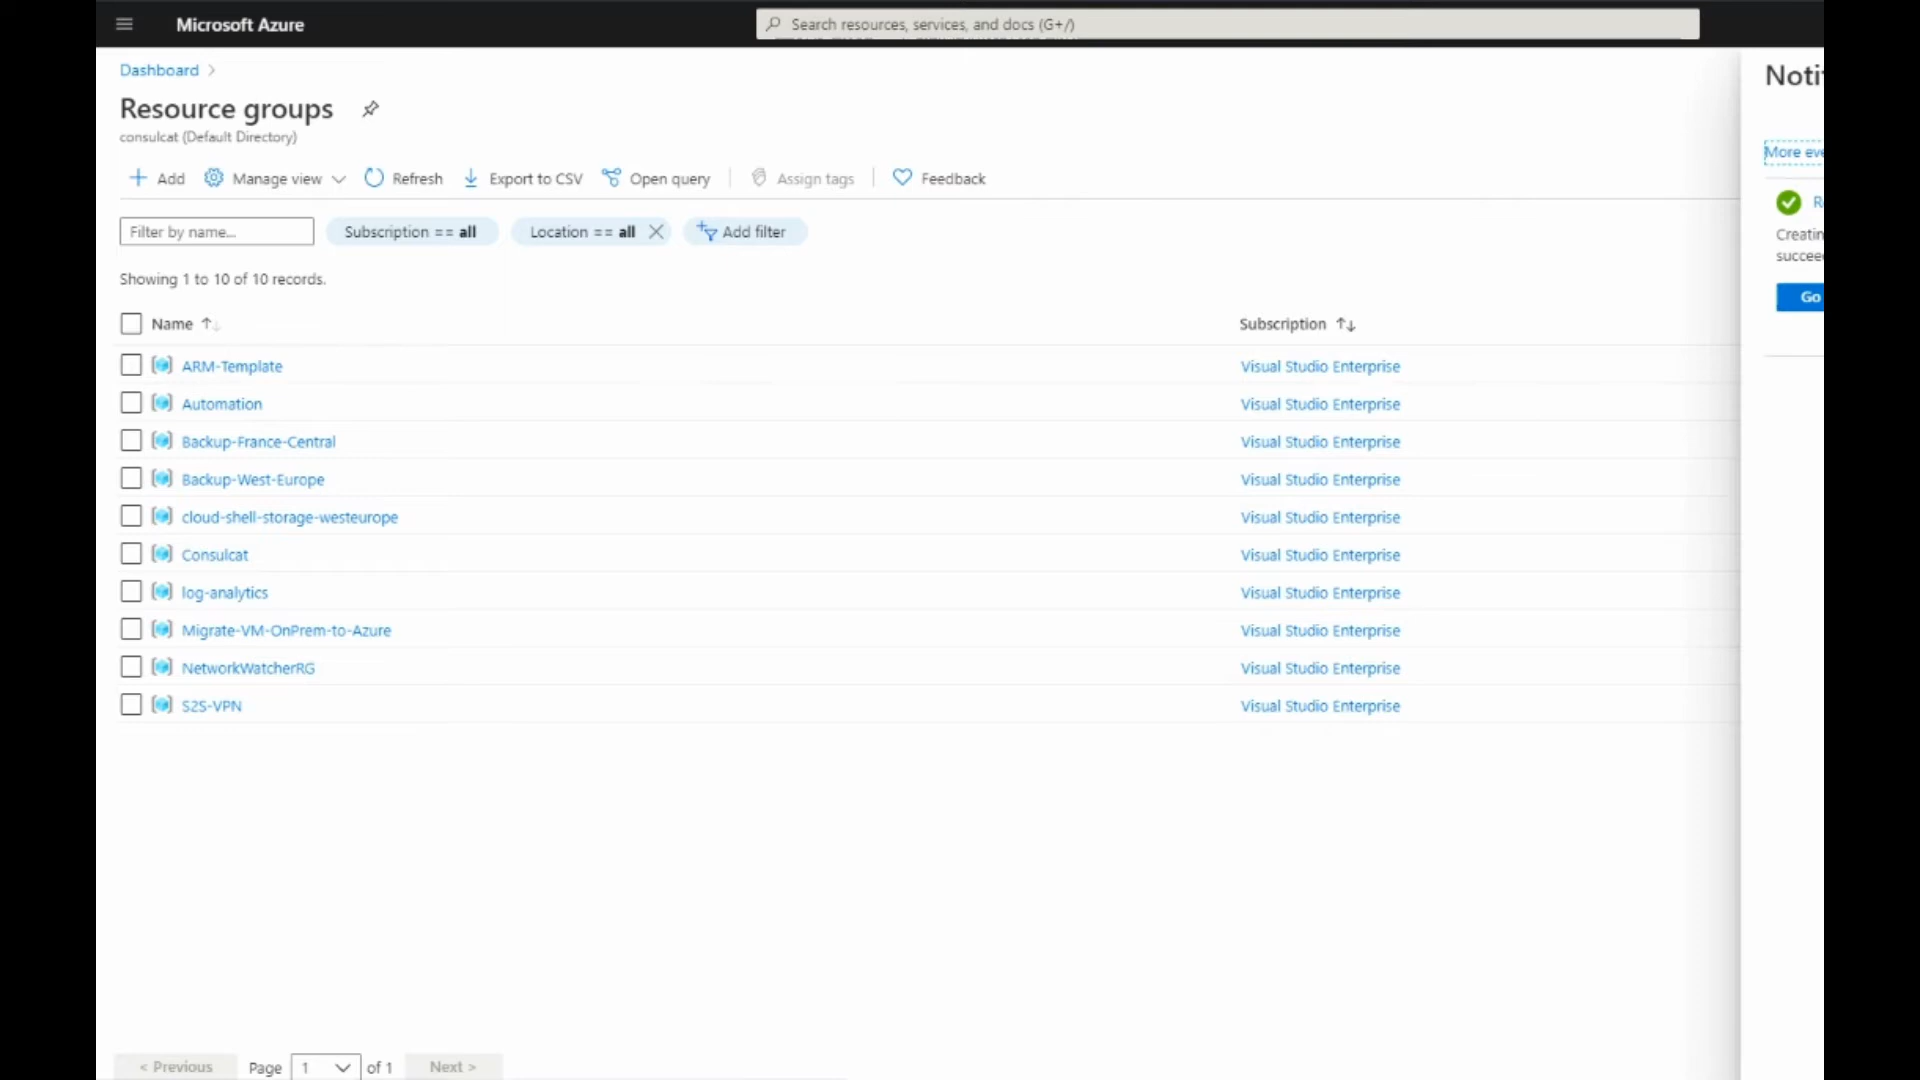 Microsoft Azure
Search resources, services, and docs (G+/)
Dashboard >
Resource groups
consulcat (Default Directory)
Add Manage view Refresh Export to CSV Open query Assign tags Feedback
Filter by name... Subscription == all Location == all Add filter
Showing 1 to 10 of 10 records.
Name Subscription
ARM-Template Visual Studio Enterprise
Automation Visual Studio Enterprise
Backup-France-Central Visual Studio Enterprise
Backup-West-Europe Visual Studio Enterprise
cloud-shell-storage-westeurope Visual Studio Enterprise
Consulcat Visual Studio Enterprise
log-analytics Visual Studio Enterprise
Migrate-VM-OnPrem-to-Azure Visual Studio Enterprise
NetworkWatcherRG Visual Studio Enterprise
S2S-VPN Visual Studio Enterprise
< Previous Page 1 of 1 Next >
More
Go